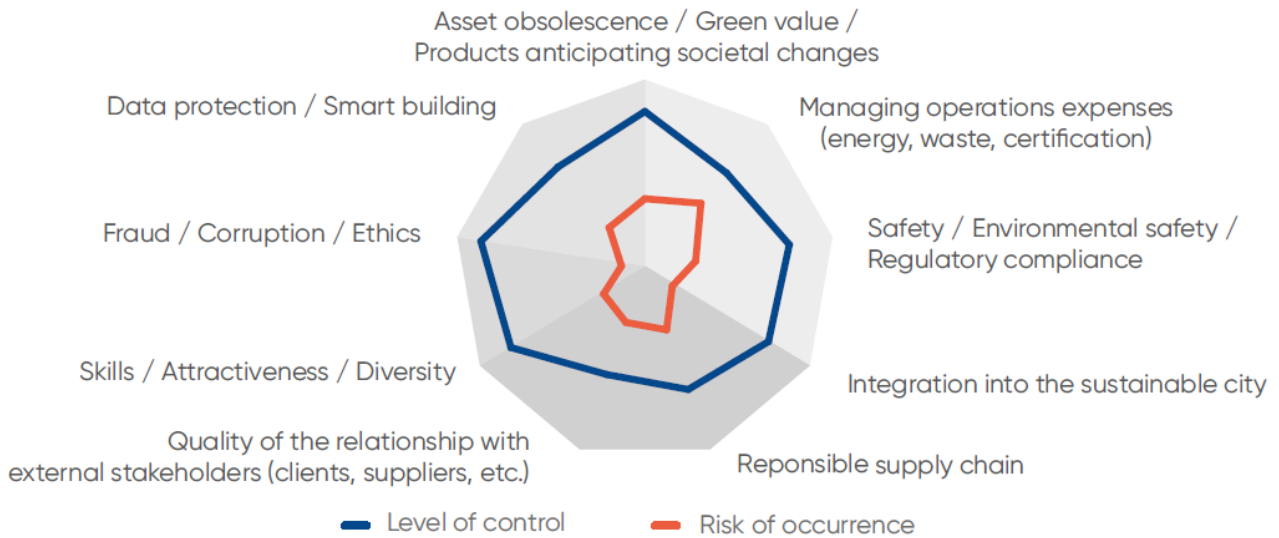 Asset obsolescence / Green value /
Products anticipating societal changes
Data protection / Smart building
Managing operations expenses
(energy, waste, certification)
Fraud / Corruption / Ethics
Safety / Environmental safety /
Regulatory compliance
Skills / Attractiveness / Diversity
Integration into the sustainable city
Quality of the relationship with
external stakeholders (clients, suppliers, etc.)
Reponsible supply chain
Level of control
Risk of occurrence